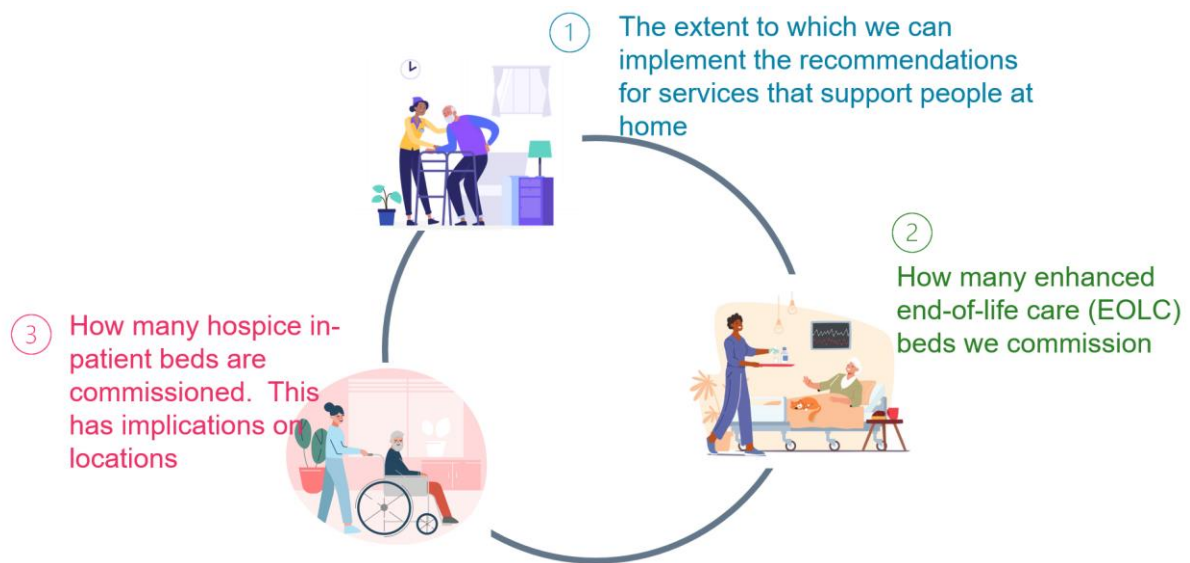 1
The extent to which we can
implement the recommendations
for services that support people at
home
2
How many enhanced
end-of-life care (EOLC)
beds we commission
3
How many hospice in-
patient beds are
commissioned.  This
has implications on
locations